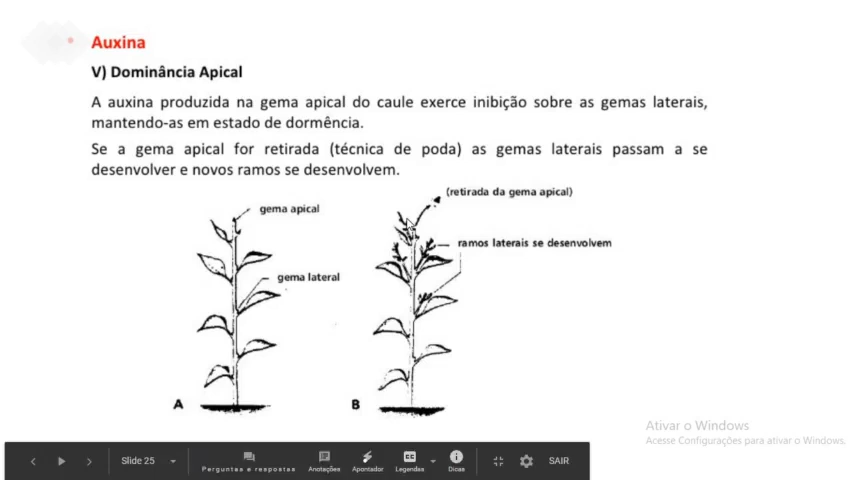 Auxina
V) Dominância Apical
A auxina produzida na gema apical do caule exerce inibição sobre as gemas laterais,
mantendo-as em estado de dormência.
Se a gema apical for retirada (técnica de poda) as gemas laterais passam a se
desenvolver e novos ramos se desenvolvem.
(retirada da gema apical)
gema apical
ramos laterais se desenvolvem
gema lateral
A
B
Ativar o Windows
Acesse Configurações para ativar o Windows.
Slide 25
Perguntas e respostas
Anotações
Apontador
Legendas
Dicas
SAIR